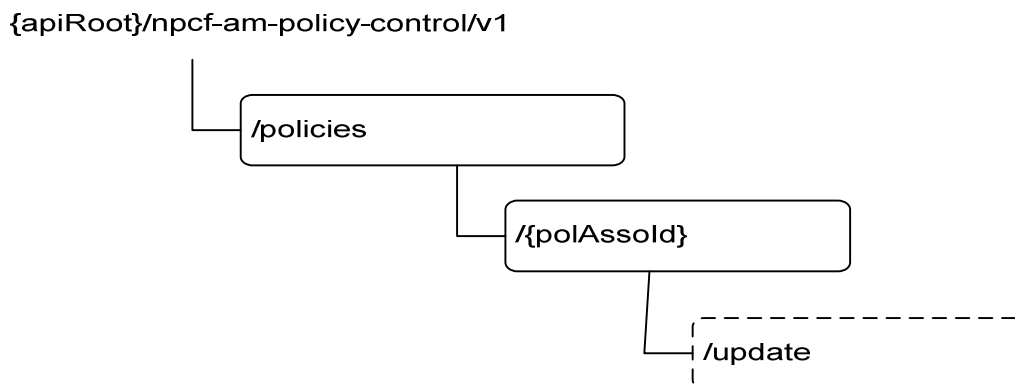 {apiRoot}/npcf-am-policy-control/v1
/policies
/{polAssoId}
/update